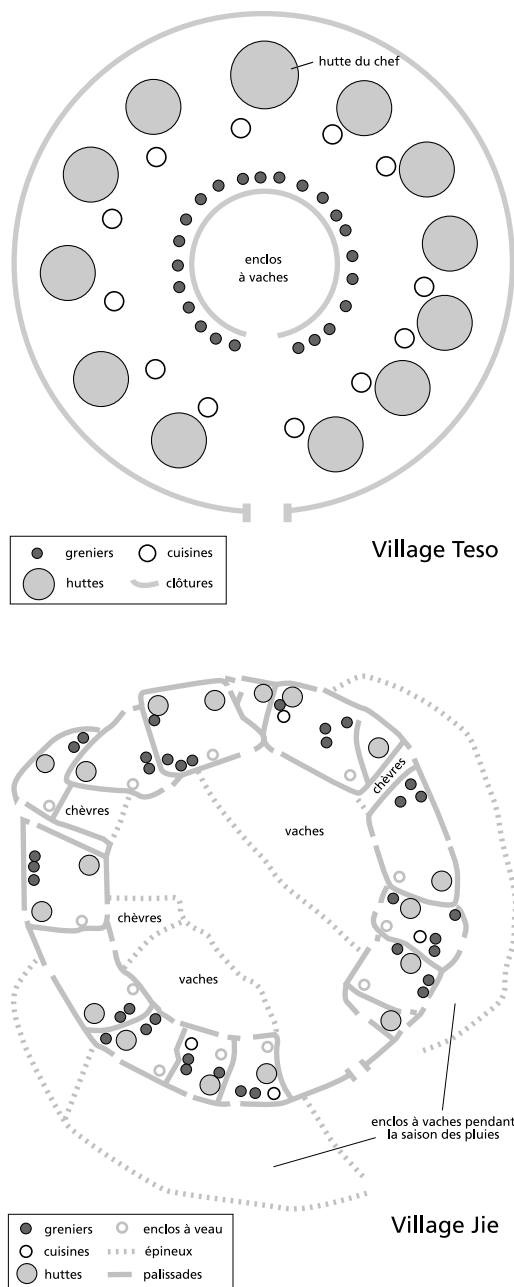 hutte du chef
enclos
à vaches
Village Teso
greniers
cuisines
huttes
clôtures
chèvres
chèvres
vaches
chèvres
vaches
enclos à vaches pendant
la saison des pluies
Village Jie
greniers
enclos à veau
cuisines
épineux
huttes
palissades